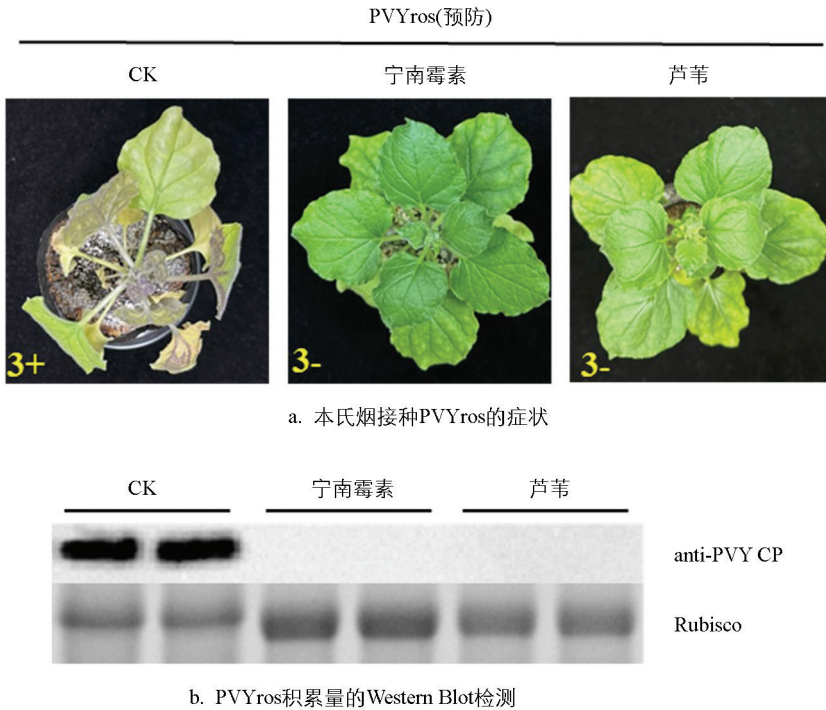 PVYros(预防)
CK 宁南霉素 芦苇
3+ 3- 3-
a. 本氏烟接种PVYros的症状
CK 宁南霉素 芦苇
anti-PVY CP
Rubisco
b. PVYros积累量的Western Blot检测